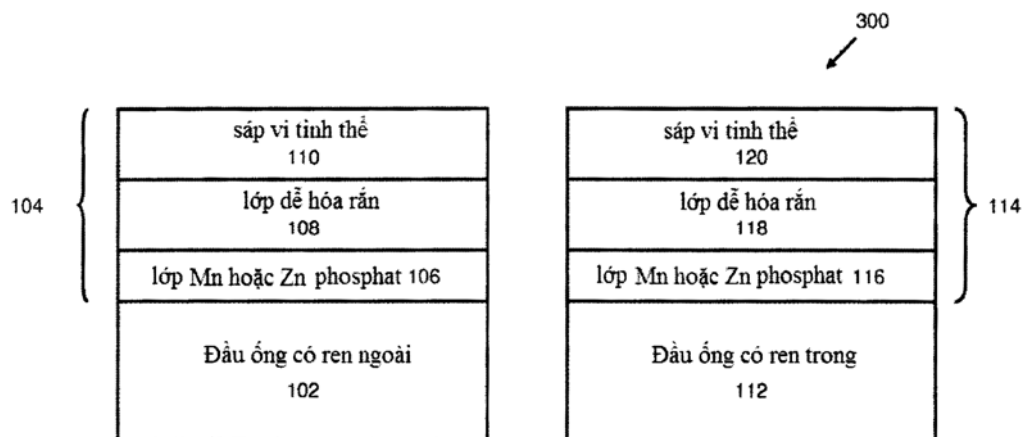 300
sáp vi tinh thể
110
lớp dễ hóa rắn
108
lớp Mn hoặc Zn phosphat 106
Đầu ống có ren ngoài
102
104
sáp vi tinh thể
120
lớp dễ hóa rắn
118
lớp Mn hoặc Zn phosphat 116
Đầu ống có ren trong
112
114